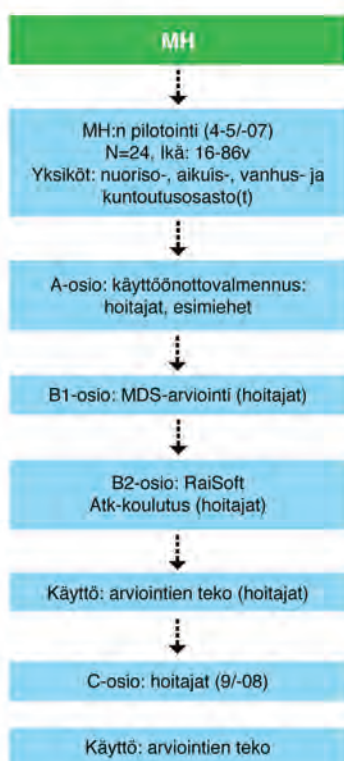 MH
MH:n pilotointi (4-5/-07)
N=24, Ikä: 16-86v
Yksiköt: nuoriso-, aikuis-, vanhus- ja
kuntoutusosasto(t)
A-osio: käyttöönottovalmennus:
hoitajat, esimiehet
B1-osio: MDS-arviointi (hoitajat)
B2-osio: RaiSoft
Atk-koulutus (hoitajat)
Käyttö: arviointien teko (hoitajat)
C-osio: hoitajat (9/-08)
Käyttö: arviointien teko